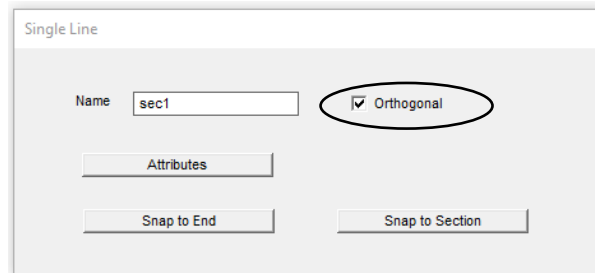 Single Line
Name sec1 Orthogonal
Attributes
Snap to End Snap to Section